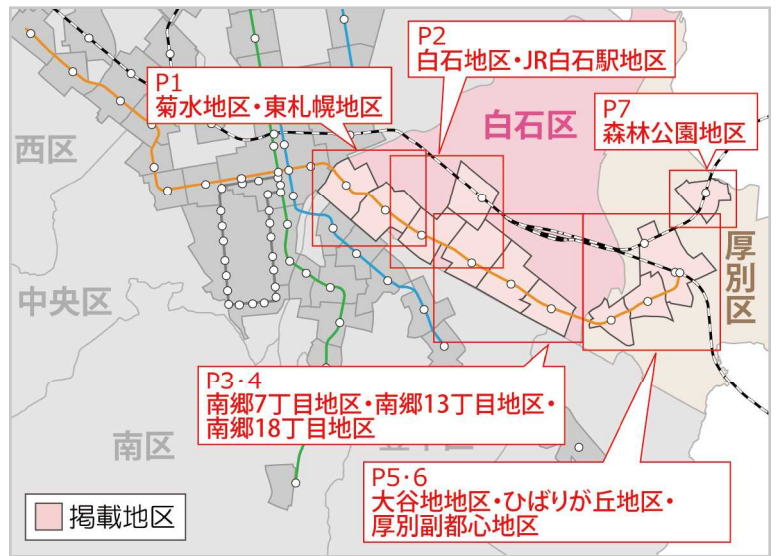 P2
白石地区・JR白石駅地区
P1
菊水地区・東札幌地区
P7
森林公園地区
白石区
西区
厚別区
中央区
P3・4
南郷7丁目地区・南郷13丁目地区・
南郷18丁目地区
南区
P5・6
大谷地地区・ひばりが丘地区・
厚別副都心地区
掲載地区